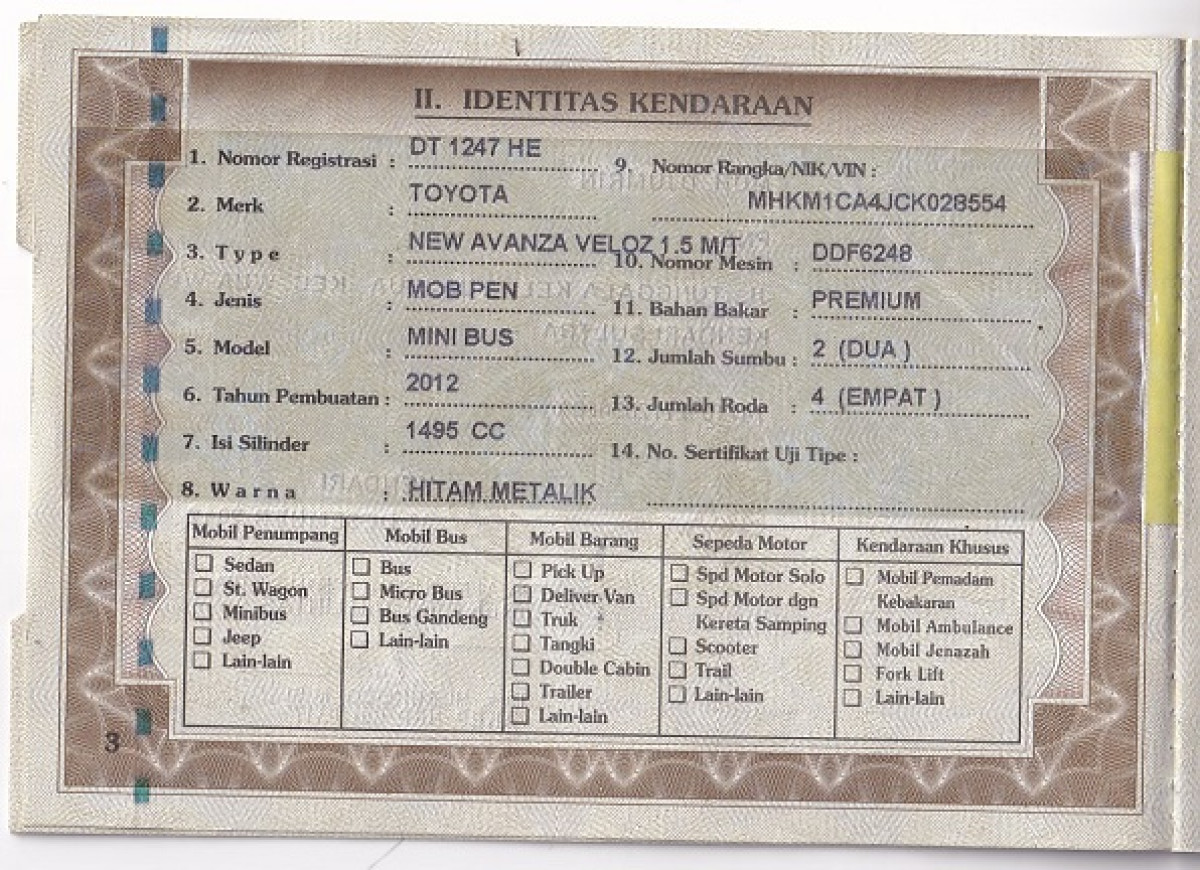 II. IDENTITAS KENDARAAN
1. Nomor Registrasi : DT 1247 HE
2. Merk : TOYOTA
3. Type : NEW AVANZA VELOZ 1.5 M/T
4. Jenis : MOB PEN
5. Model : MINI BUS
6. Tahun Pembuatan : 2012
7. Isi Silinder : 1495 CC
8. Warna : HITAM METALIK
9. Nomor Rangka/NIK/VIN :
MHKM1CA4JCK028554
10. Nomor Mesin : DDF6248
11. Bahan Bakar : PREMIUM
12. Jumlah Sumbu : 2 (DUA )
13. Jumlah Roda : 4 (EMPAT )
14. No. Sertifikat Uji Tipe :
Mobil Penumpang
Sedan
St. Wagon
Minibus
Jeep
Lain-lain
Mobil Bus
Bus
Micro Bus
Bus Gandeng
Lain-lain
Mobil Barang
Pick Up
Deliver Van
Truk
Tangki
Double Cabin
Trailer
Lain-lain
Sepeda Motor
Spd Motor Solo
Spd Motor dgn
Kereta Samping
Scooter
Trail
Lain-lain
Kendaraan Khusus
Mobil Pemadam
Kebakaran
Mobil Ambulance
Mobil Jenazah
Fork Lift
Lain-lain
3